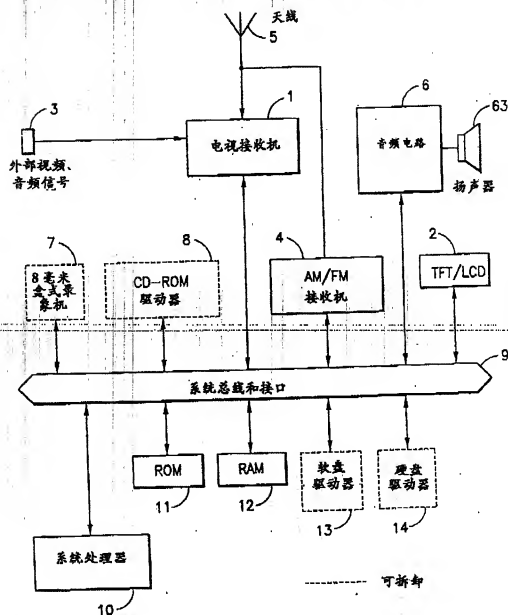 天线
5
3
1
6
63
电视接收机
音频电路
外部视频、
音频信号
扬声器
7
8
4
2
8毫米
盒式录
象机
CD-ROM
驱动器
AM/FM
接收机
TFT/LCD
9
系统总线和接口
ROM
RAM
软盘
驱动器
硬盘
驱动器
11
12
13
14
系统处理器
可拆卸
10